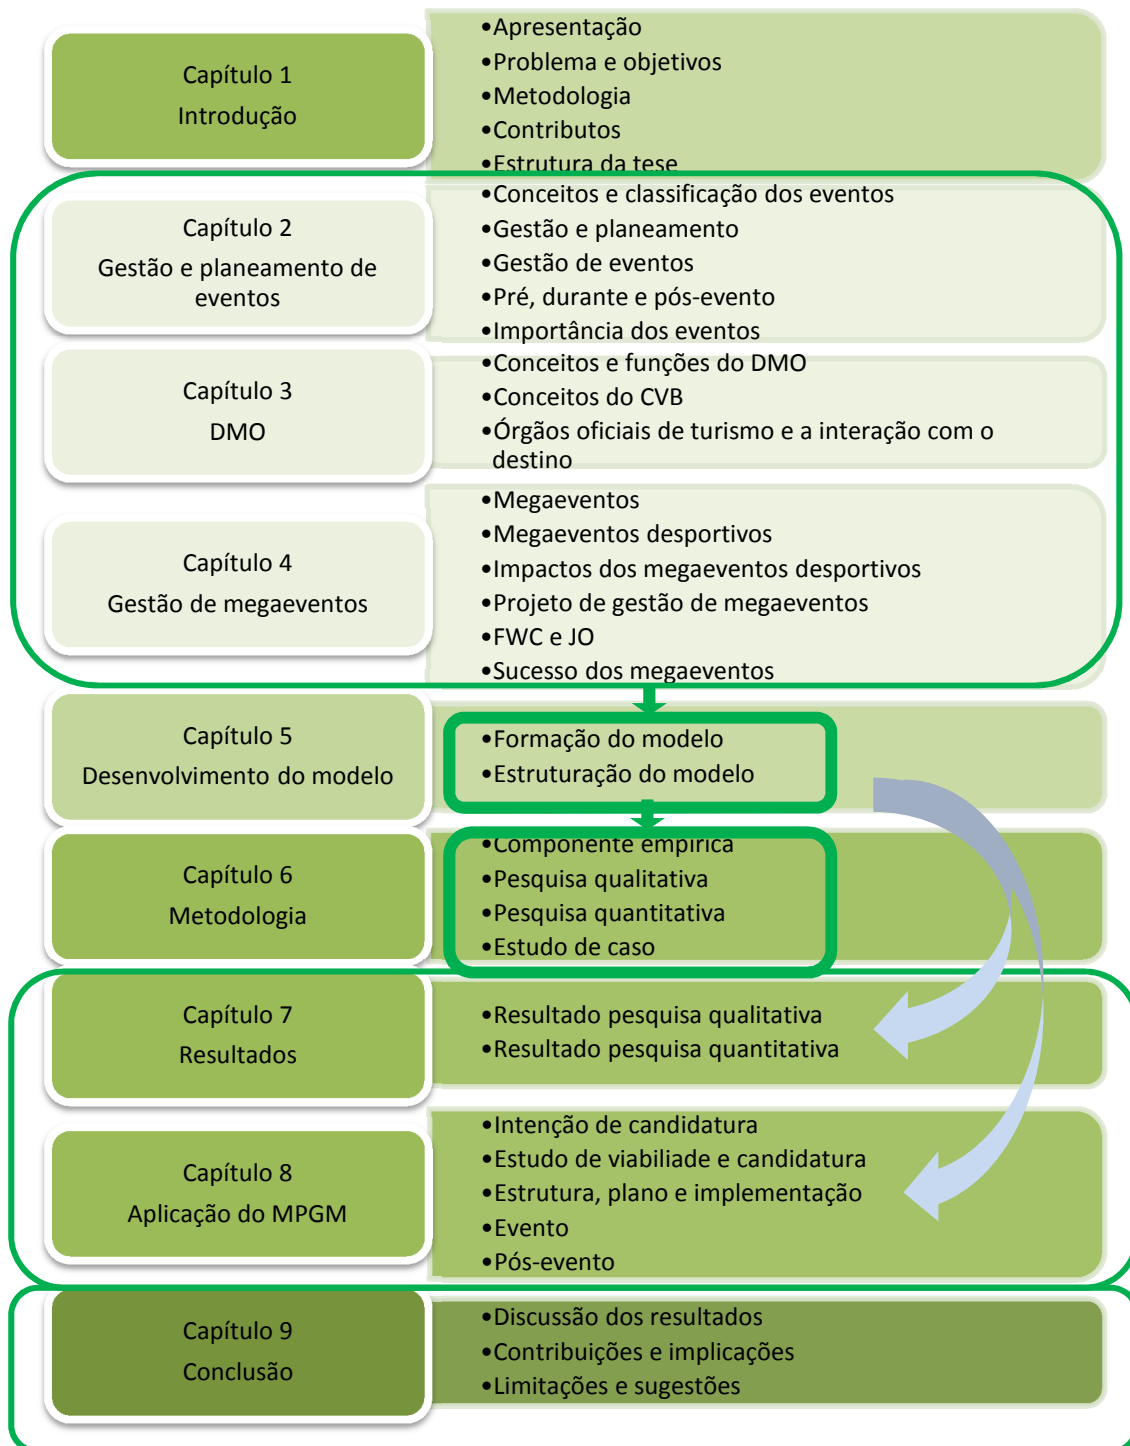 Capítulo 1
Introdução
•Apresentação
•Problema e objetivos
•Metodologia
•Contributos
•Estrutura da tese
Capítulo 2
Gestão e planeamento de
eventos
•Conceitos e classificação dos eventos
•Gestão e planeamento
•Gestão de eventos
•Pré, durante e pós-evento
•Importância dos eventos
Capítulo 3
DMO
•Conceitos e funções do DMO
•Conceitos do CVB
•Órgãos oficiais de turismo e a interação com o
destino
Capítulo 4
Gestão de megaeventos
•Megaeventos
•Megaeventos desportivos
•Impactos dos megaeventos desportivos
•Projeto de gestão de megaeventos
•FWC e JO
•Sucesso dos megaeventos
Capítulo 5
Desenvolvimento do modelo
•Formação do modelo
•Estruturação do modelo
Capítulo 6
Metodologia
•Componente empírica
•Pesquisa qualitativa
•Pesquisa quantitativa
•Estudo de caso
Capítulo 7
Resultados
•Resultado pesquisa qualitativa
•Resultado pesquisa quantitativa
Capítulo 8
Aplicação do MPGM
•Intenção de candidatura
•Estudo de viabiliade e candidatura
•Estrutura, plano e implementação
•Evento
•Pós-evento
Capítulo 9
Conclusão
•Discussão dos resultados
•Contribuições e implicações
•Limitações e sugestões